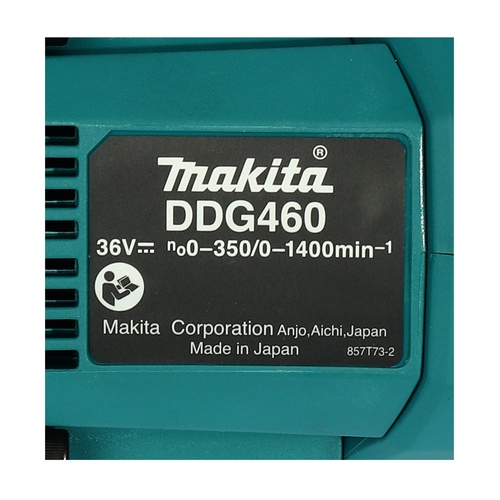 makita®
DDG460
36V⎓ n₀0–350/0–1400min⁻¹
Makita Corporation Anjo,Aichi,Japan
Made in Japan 857T73-2